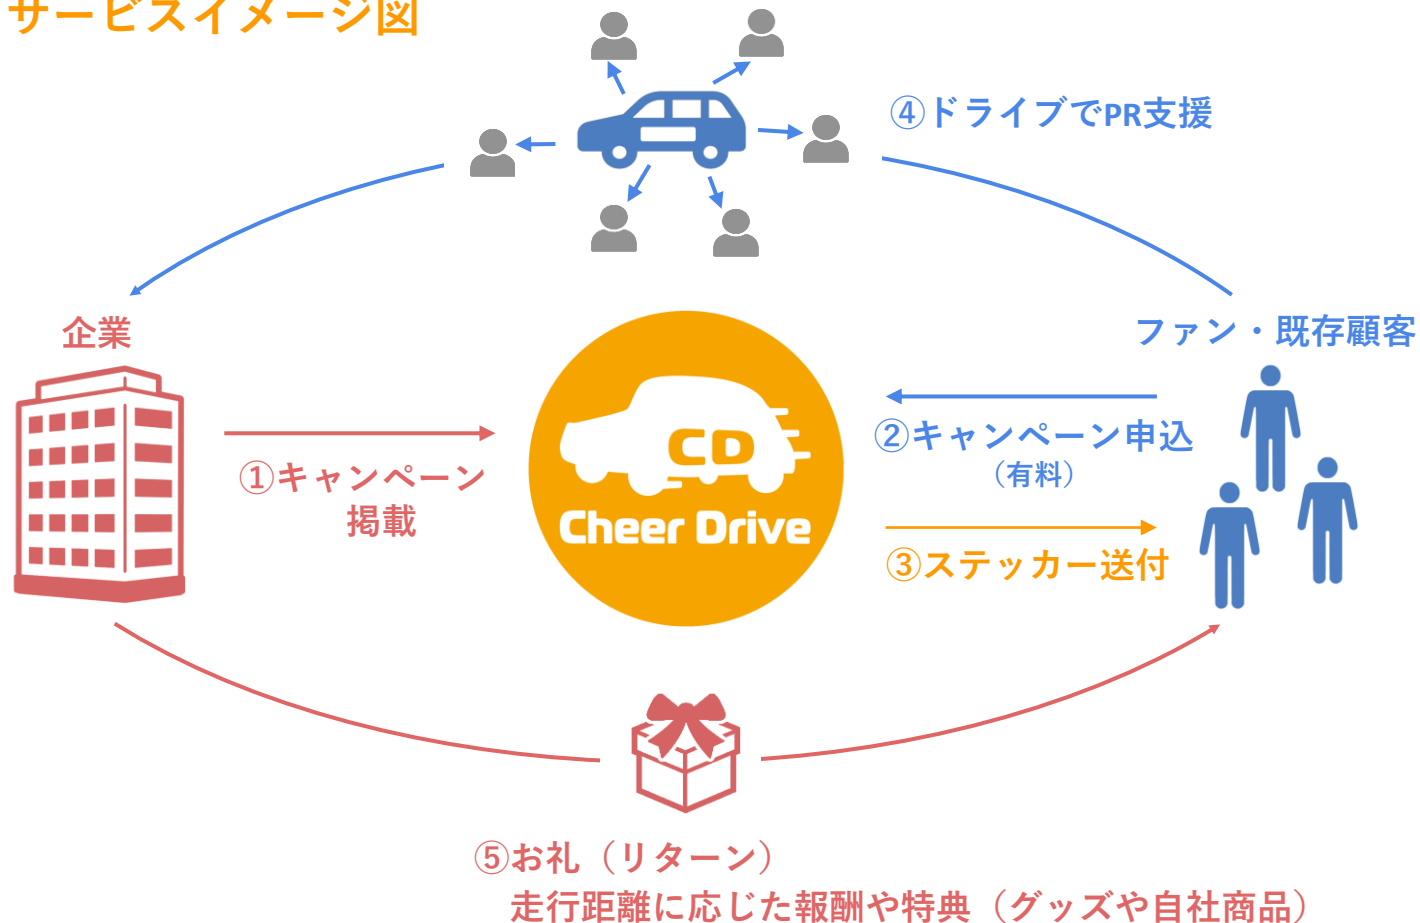 サービスイメージ図
④ドライブでPR支援
企業
ファン・既存顧客
①キャンペーン
掲載
CD
Cheer Drive
②キャンペーン申込
（有料）
③ステッカー送付
⑤お礼（リターン）
走行距離に応じた報酬や特典（グッズや自社商品）